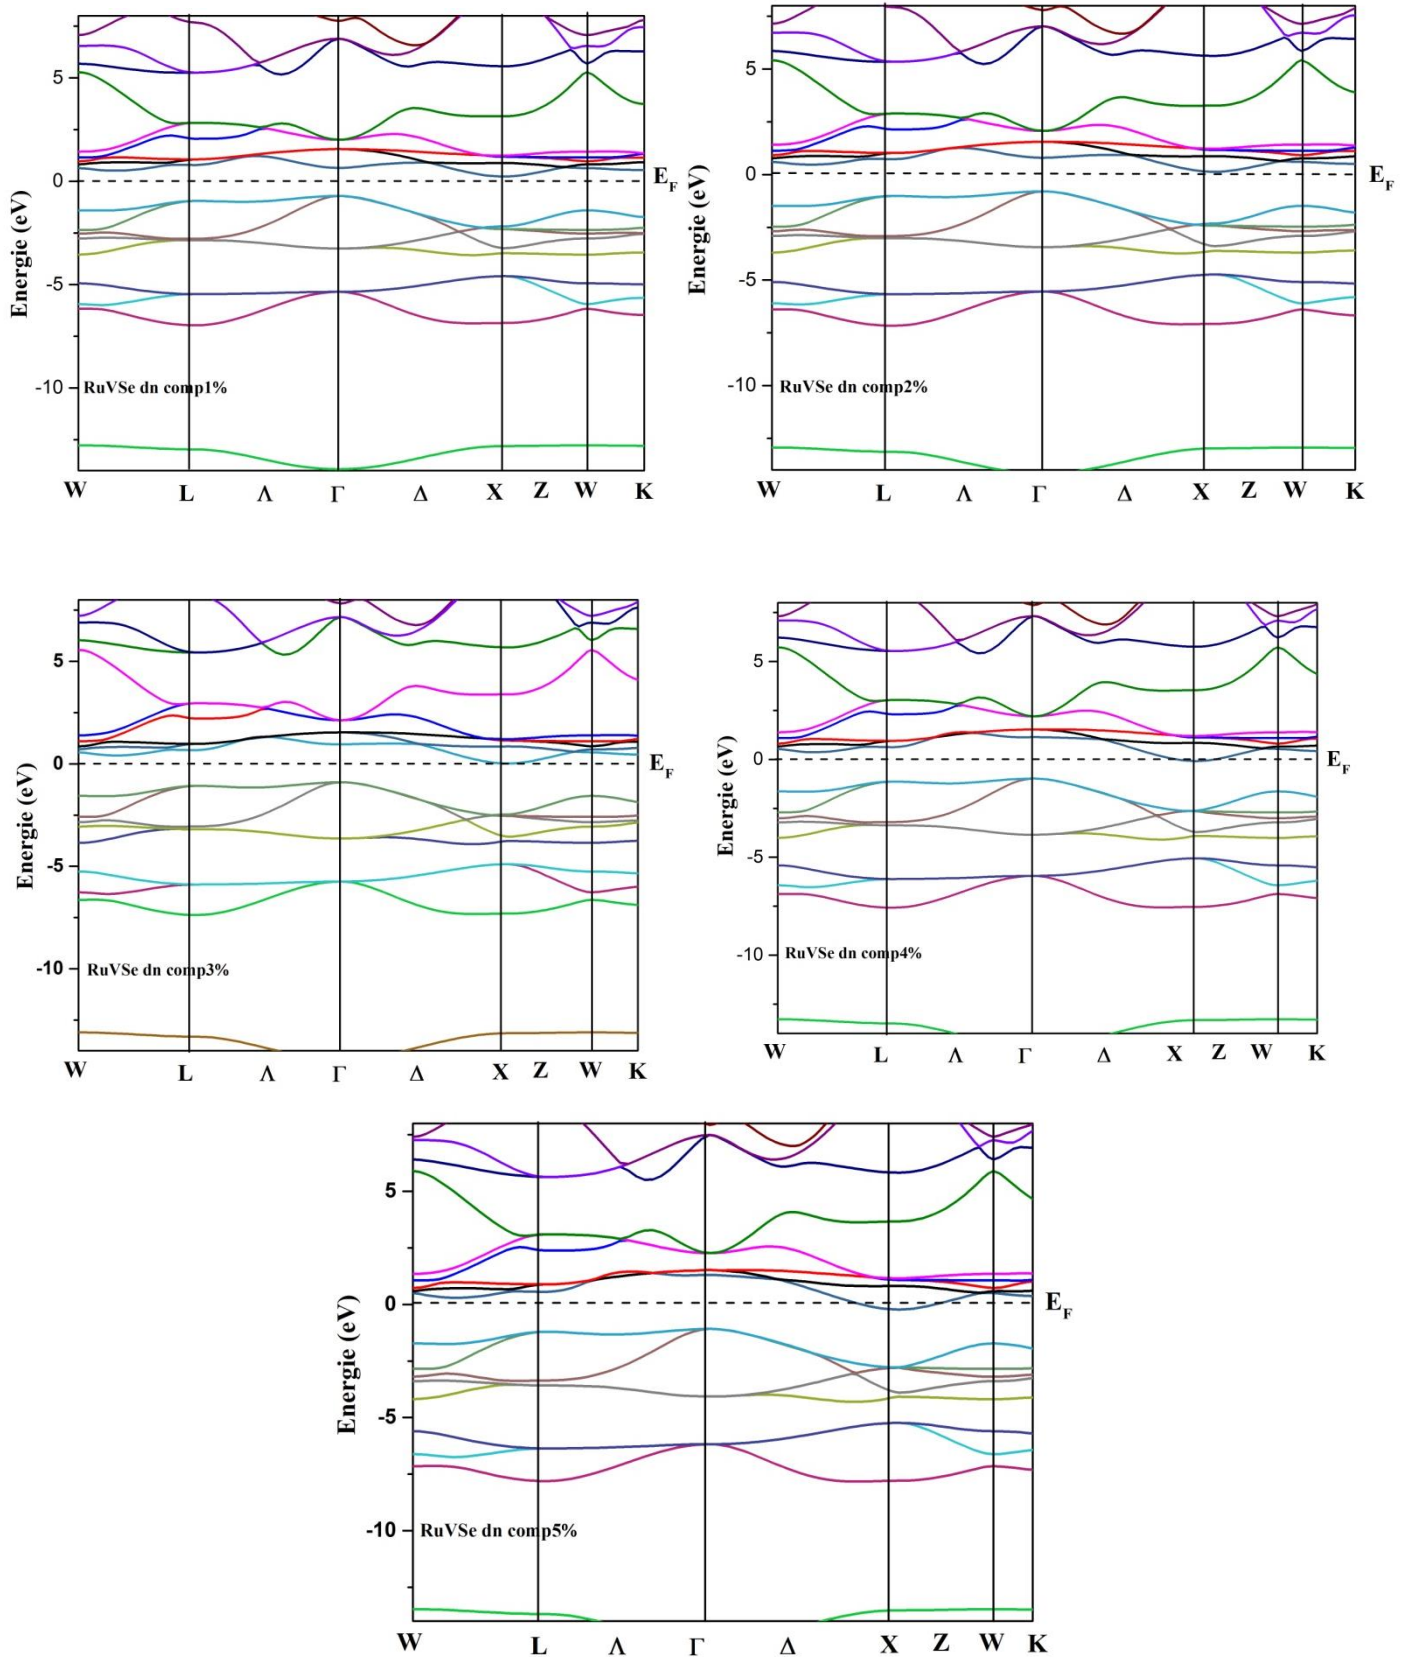 5
0
-5
-10
Energie (eV)
E_F
RuVSe dn comp1%
W L Λ Γ Δ X Z W K
5
0
-5
-10
Energie (eV)
E_F
RuVSe dn comp2%
W L Λ Γ Δ X Z W K
5
0
-5
-10
Energie (eV)
E_F
RuVSe dn comp3%
W L Λ Γ Δ X Z W K
5
0
-5
-10
Energie (eV)
E_F
RuVSe dn comp4%
W L Λ Γ Δ X Z W K
5
0
-5
-10
Energie (eV)
E_F
RuVSe dn comp5%
W L Λ Γ Δ X Z W K